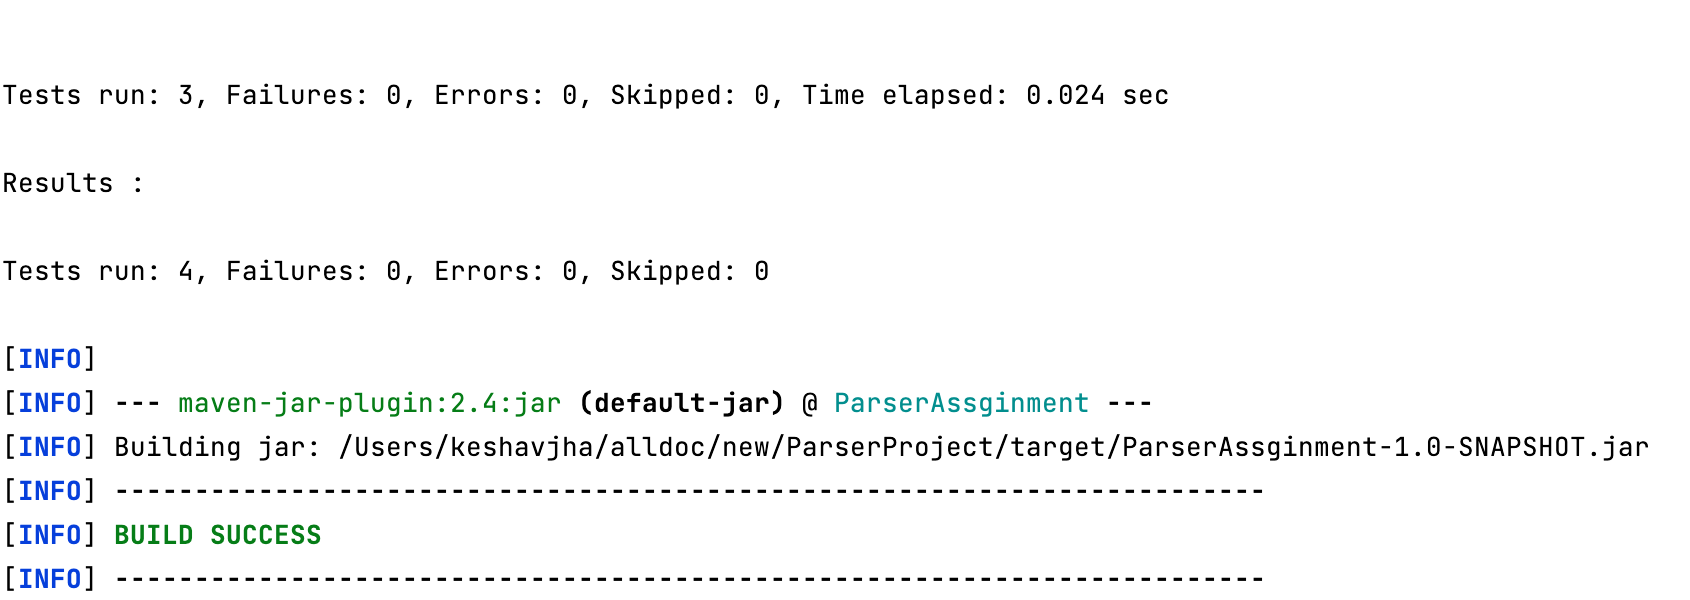 Tests run: 3, Failures: 0, Errors: 0, Skipped: 0, Time elapsed: 0.024 sec
Results :
Tests run: 4, Failures: 0, Errors: 0, Skipped: 0
[INFO]
[INFO] --- maven-jar-plugin:2.4:jar (default-jar) @ ParserAssginment ---
[INFO] Building jar: /Users/keshavjha/alldoc/new/ParserProject/target/ParserAssginment-1.0-SNAPSHOT.jar
[INFO] ------------------------------------------------------------------------
[INFO] BUILD SUCCESS
[INFO] ------------------------------------------------------------------------